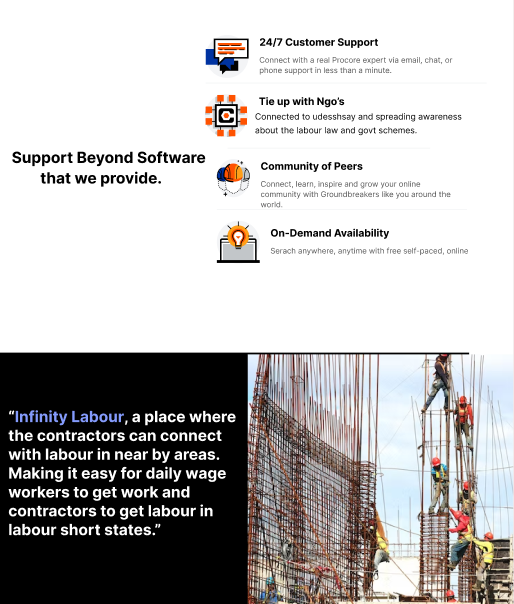 24/7 Customer Support
Connect with a real Procore expert via email, chat, or
phone support in less than a minute.
Tie up with Ngo's
Connected to udesshsay and spreading awareness
about the labour law and govt schemes.
Support Beyond Software
that we provide.
Community of Peers
Connect, learn, inspire and grow your online
community with Groundbreakers like you around the
world.
On-Demand Availability
Serach anywhere, anytime with free self-paced, online
“Infinity Labour, a place where
the contractors can connect
with labour in near by areas.
Making it easy for daily wage
workers to get work and
contractors to get labour in
labour short states.”